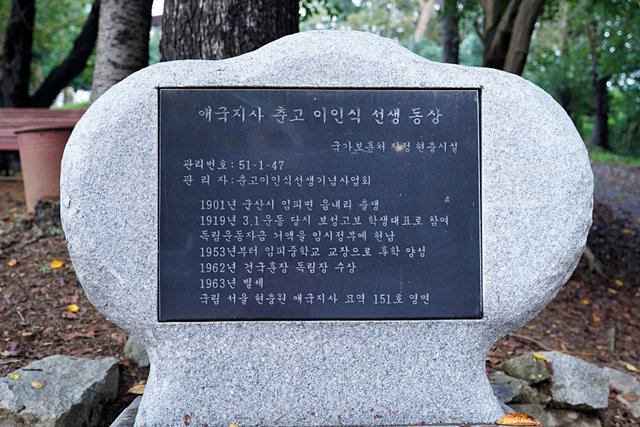 애국지사 춘고 이인식 선생 동상
국가보훈처 지정 현충시설
관리번호 : 51-1-47
관 리 자 : 춘고이인식선생기념사업회
1901년 군산시 임피면 읍내리 출생
1919년 3.1운동 당시 보성고보 학생대표로 참여
독립운동자금 거액을 임시정부에 헌납
1953년부터 임피중학교 교장으로 후학 양성
1962년 건국훈장 독립장 수상
1963년 별세
국립 서울 현충원 애국지사 묘역 151호 영면